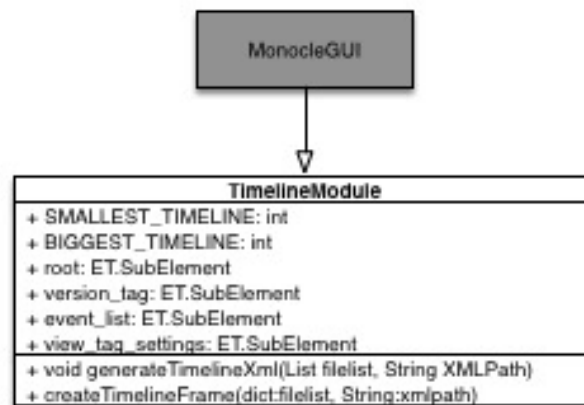 MonocleGUI
TimelineModule
+ SMALLEST_TIMELINE: int
+ BIGGEST_TIMELINE: int
+ root: ET.SubElement
+ version_tag: ET.SubElement
+ event_list: ET.SubElement
+ view_tag_settings: ET.SubElement
+ void generateTimelineXml(List filelist, String XMLPath)
+ createTimelineFrame(dict:filelist, String:xmlpath)